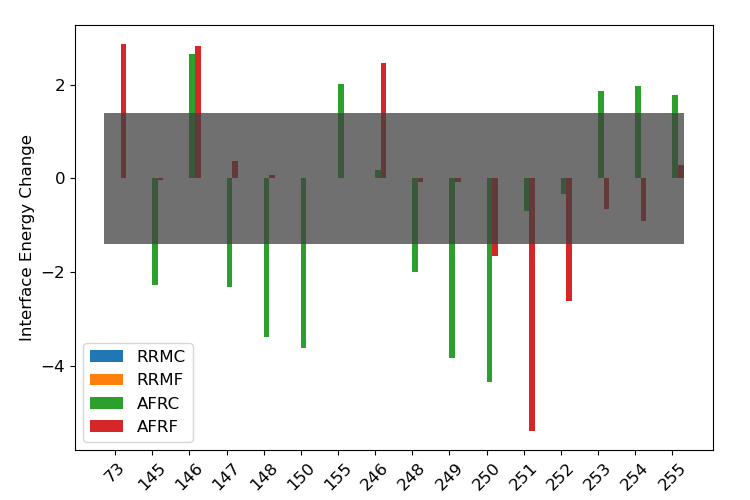 Interface Energy Change
2
0
−2
−4
RRMC
RRMF
AFRC
AFRF
73 145 146 147 148 150 155 246 248 249 250 251 252 253 254 255